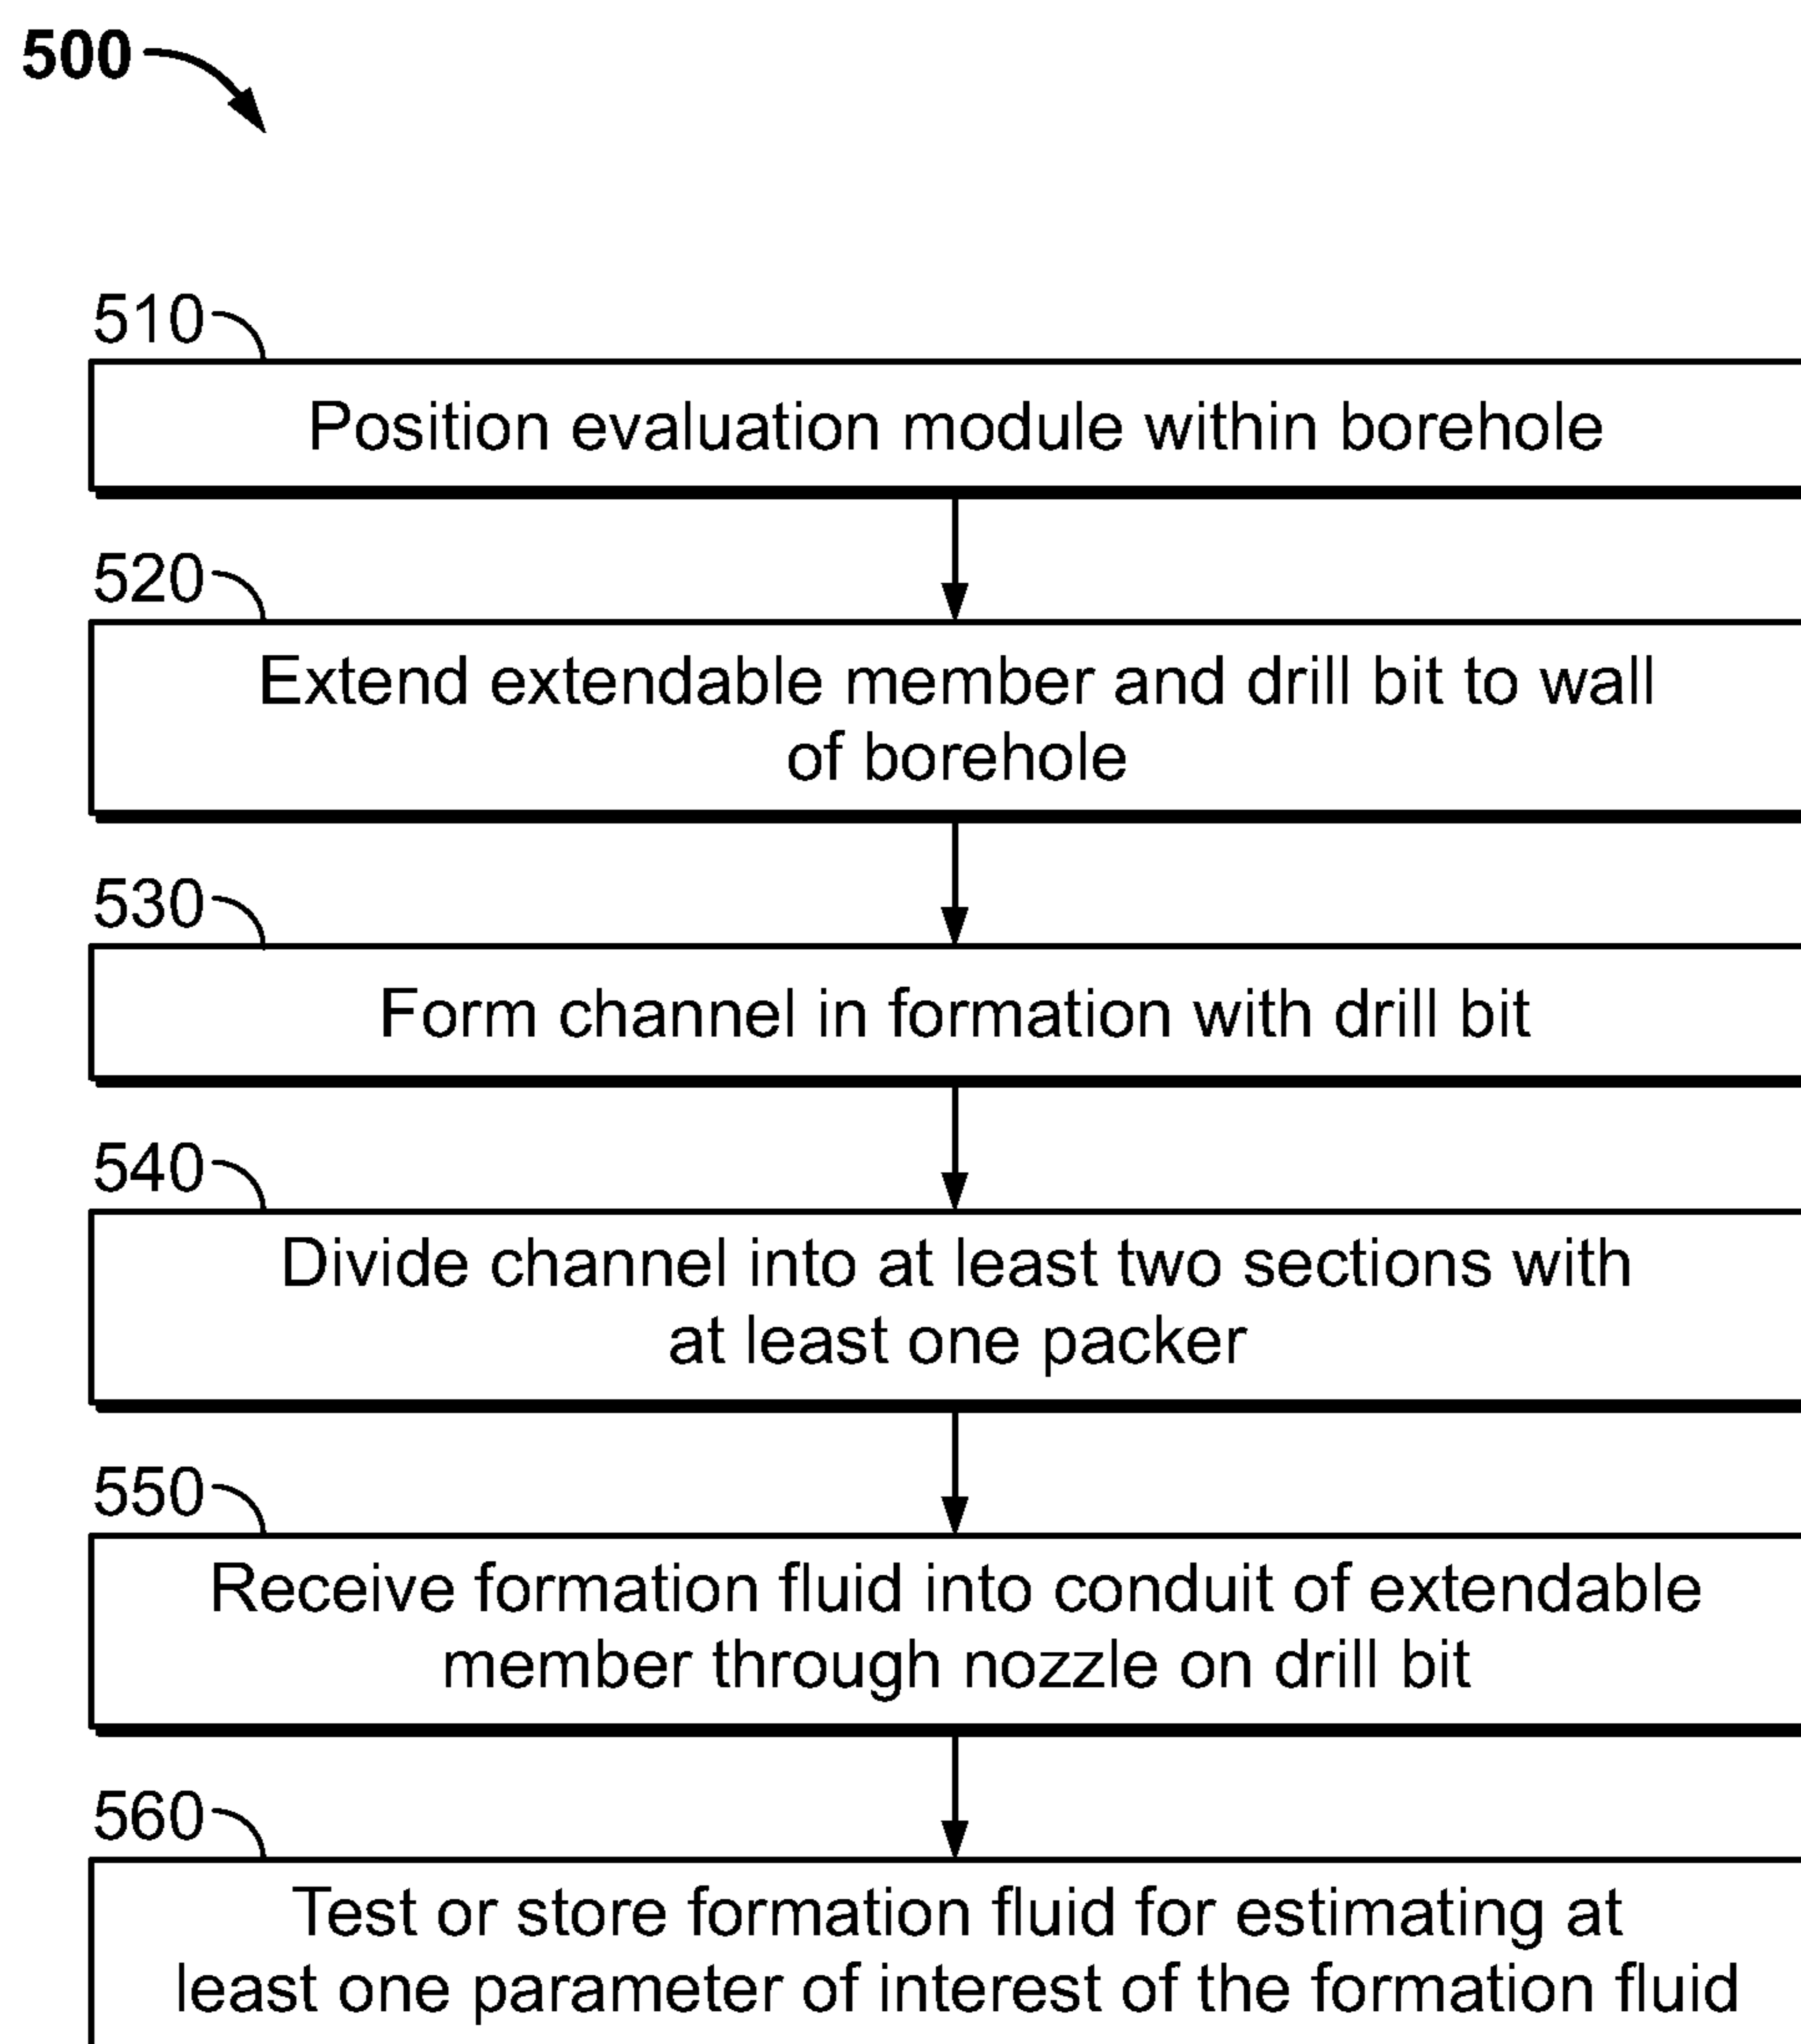 500
510
Position evaluation module within borehole
520
Extend extendable member and drill bit to wall
of borehole
530
Form channel in formation with drill bit
540
Divide channel into at least two sections with
at least one packer
550
Receive formation fluid into conduit of extendable
member through nozzle on drill bit
560
Test or store formation fluid for estimating at
least one parameter of interest of the formation fluid